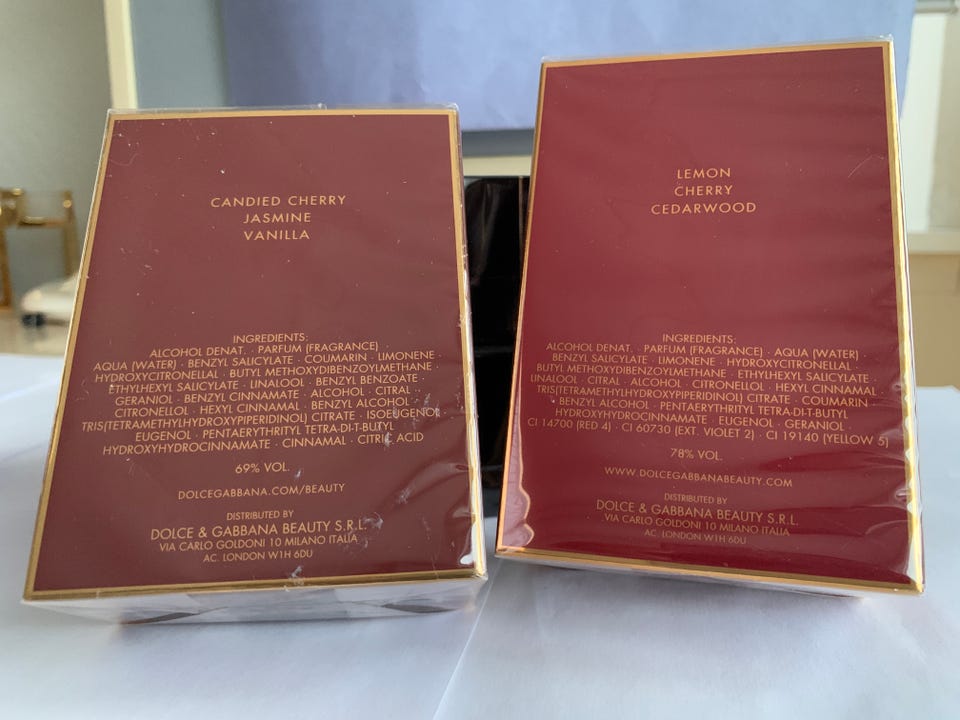 CANDIED CHERRY
JASMINE
VANILLA
INGREDIENTS:
ALCOHOL DENAT. · PARFUM (FRAGRANCE)
AQUA (WATER) · BENZYL SALICYLATE · COUMARIN · LIMONENE ·
HYDROXYCITRONELLAL · BUTYL METHOXYDIBENZOYLMETHANE ·
ETHYLHEXYL SALICYLATE · LINALOOL · BENZYL BENZOATE ·
GERANIOL · BENZYL CINNAMATE · ALCOHOL · CITRAL ·
CITRONELLOL · HEXYL CINNAMAL · BENZYL ALCOHOL ·
TRIS(TETRAMETHYLHYDROXYPIPERIDINOL) CITRATE · ISOEUGENOL
EUGENOL · PENTAERYTHRITYL TETRA-DI-T-BUTYL
HYDROXYHYDROCINNAMATE · CINNAMAL · CITRIC ACID
69% VOL.
DOLCEGABBANA.COM/BEAUTY
DISTRIBUTED BY
DOLCE & GABBANA BEAUTY S.R.L.
VIA CARLO GOLDONI 10 MILANO ITALIA
AC. LONDON W1H 6DU
LEMON
CHERRY
CEDARWOOD
INGREDIENTS:
ALCOHOL DENAT. · PARFUM (FRAGRANCE) · AQUA (WATER) ·
BENZYL SALICYLATE · LIMONENE · HYDROXYCITRONELLAL ·
BUTYL METHOXYDIBENZOYLMETHANE · ETHYLHEXYL SALICYLATE ·
LINALOOL · CITRAL · ALCOHOL · CITRONELLOL · HEXYL CINNAMAL ·
TRIS(TETRAMETHYLHYDROXYPIPERIDINOL) CITRATE · COUMARIN ·
· BENZYL ALCOHOL · PENTAERYTHRITYL TETRA-DI-T-BUTYL
HYDROXYHYDROCINNAMATE · EUGENOL · GERANIOL ·
CI 14700 (RED 4) · CI 60730 (EXT. VIOLET 2) · CI 19140 (YELLOW 5)
78% VOL.
WWW.DOLCEGABBANABEAUTY.COM
DISTRIBUTED BY
DOLCE & GABBANA BEAUTY S.R.L.
VIA CARLO GOLDONI 10 MILANO ITALIA
AC. LONDON W1H 6DU